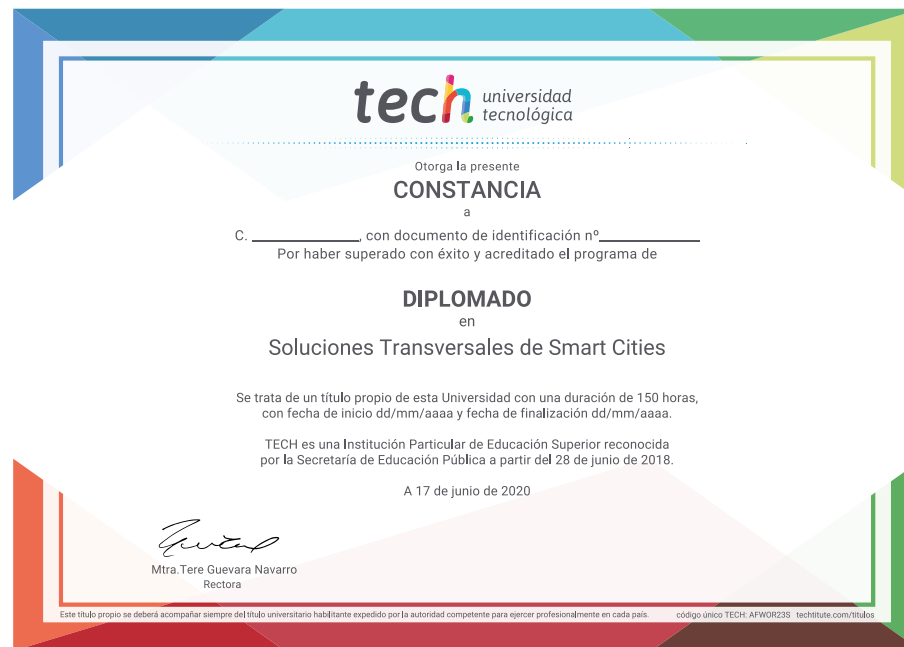 tech universidad
tecnológica
Otorga la presente
CONSTANCIA
a
C. ____________, con documento de identificación nº____________
Por haber superado con éxito y acreditado el programa de
DIPLOMADO
en
Soluciones Transversales de Smart Cities
Se trata de un título propio de esta Universidad con una duración de 150 horas,
con fecha de inicio dd/mm/aaaa y fecha de finalización dd/mm/aaaa.
TECH es una Institución Particular de Educación Superior reconocida
por la Secretaría de Educación Pública a partir del 28 de junio de 2018.
A 17 de junio de 2020
Mtra.Tere Guevara Navarro
Rectora
Este título propio se deberá acompañar siempre del título universitario habilitante expedido por la autoridad competente para ejercer profesionalmente en cada país. código único TECH: AFWOR23S techtitute.com/titulos